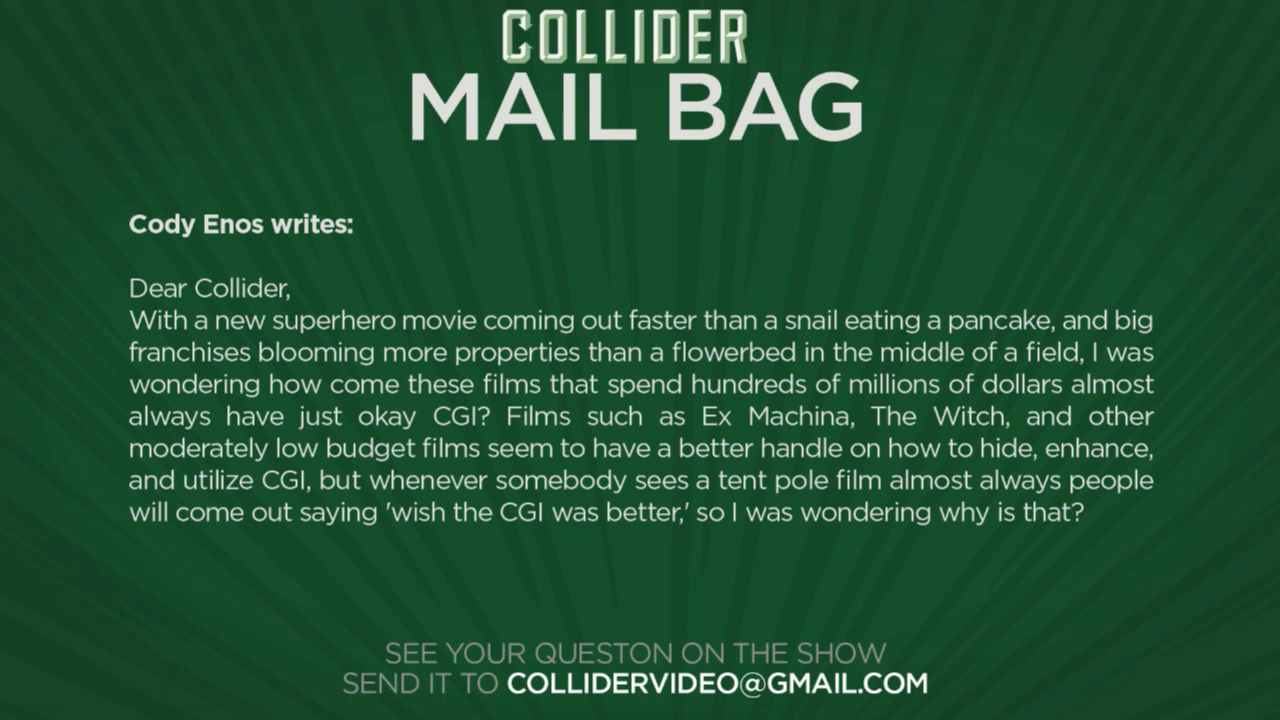 COLLIDER
MAIL BAG
Cody Enos writes:
Dear Collider,
With a new superhero movie coming out faster than a snail eating a pancake, and big
franchises blooming more properties than a flowerbed in the middle of a field, I was
wondering how come these films that spend hundreds of millions of dollars almost
always have just okay CGI? Films such as Ex Machina, The Witch, and other
moderately low budget films seem to have a better handle on how to hide, enhance,
and utilize CGI, but whenever somebody sees a tent pole film almost always people
will come out saying 'wish the CGI was better,' so I was wondering why is that?
SEE YOUR QUESTON ON THE SHOW
SEND IT TO COLLIDERVIDEO@GMAIL.COM